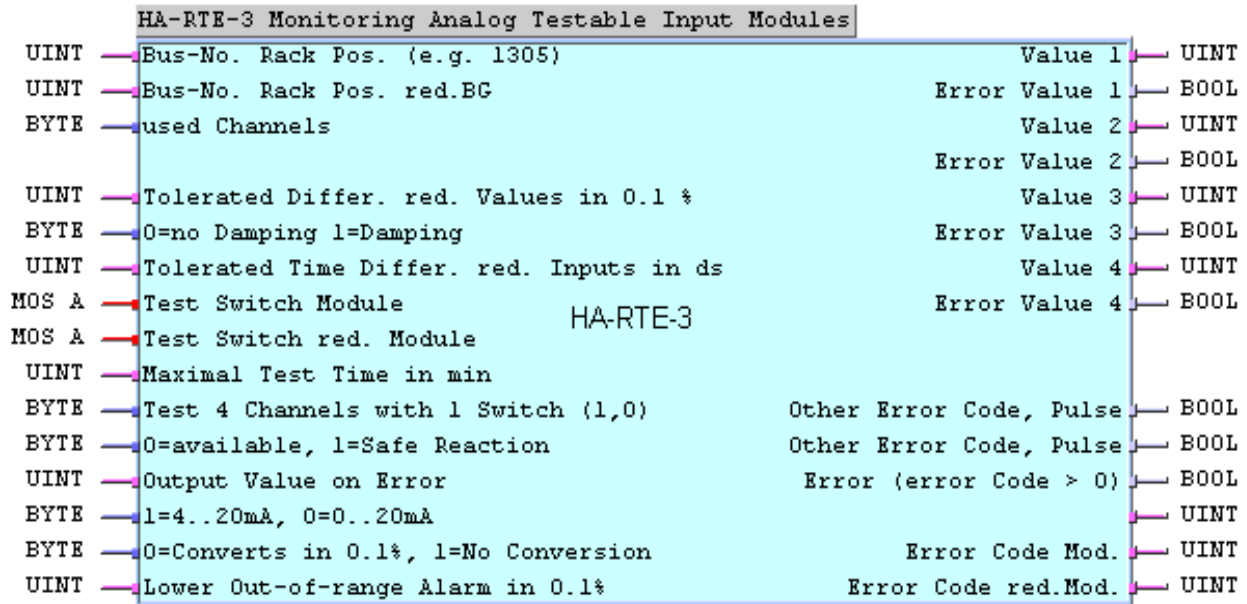 HA-RTE-3 Monitoring Analog Testable Input Modules
UINT Bus-No. Rack Pos. (e.g. 1305) Value 1 UINT
UINT Bus-No. Rack Pos. red.BG Error Value 1 BOOL
BYTE used Channels Value 2 UINT
Error Value 2 BOOL
UINT Tolerated Differ. red. Values in 0.1 % Value 3 UINT
BYTE 0=no Damping 1=Damping Error Value 3 BOOL
UINT Tolerated Time Differ. red. Inputs in ds Value 4 UINT
MOS A Test Switch Module Error Value 4 BOOL
HA-RTE-3
MOS A Test Switch red. Module
UINT Maximal Test Time in min
BYTE Test 4 Channels with 1 Switch (1,0) Other Error Code, Pulse BOOL
BYTE 0=available, 1=Safe Reaction Other Error Code, Pulse BOOL
UINT Output Value on Error Error (error Code > 0) BOOL
BYTE 1=4..20mA, 0=0..20mA UINT
BYTE 0=Converts in 0.1%, 1=No Conversion Error Code Mod. UINT
UINT Lower Out-of-range Alarm in 0.1% Error Code red.Mod. UINT